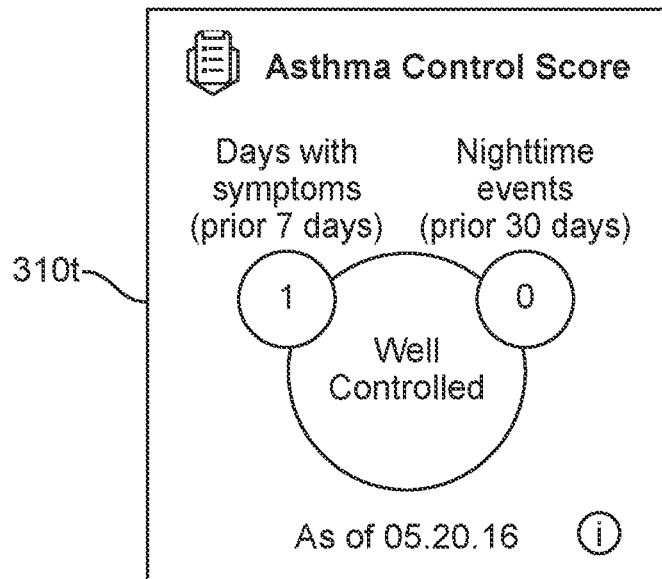 Asthma Control Score
Days with
symptoms
(prior 7 days)
Nighttime
events
(prior 30 days)
310t
1
0
Well
Controlled
As of 05.20.16
i